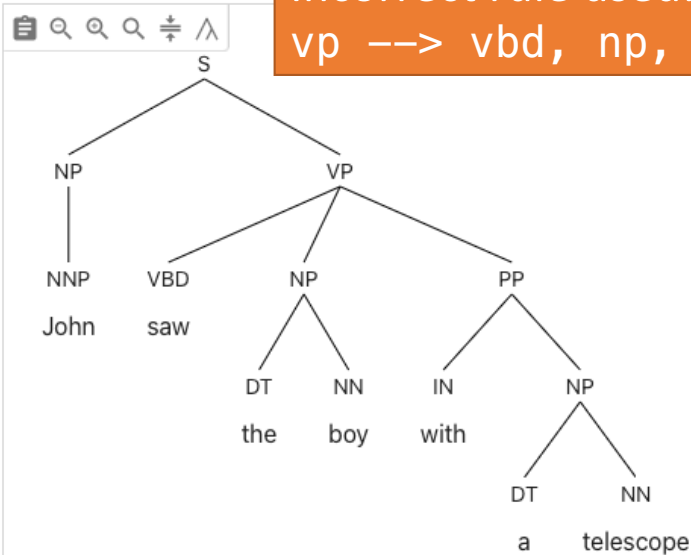 vp --> vbd, np,
S
NP VP
NNP VBD NP PP
John saw
DT NN IN NP
the boy with
DT NN
a telescope